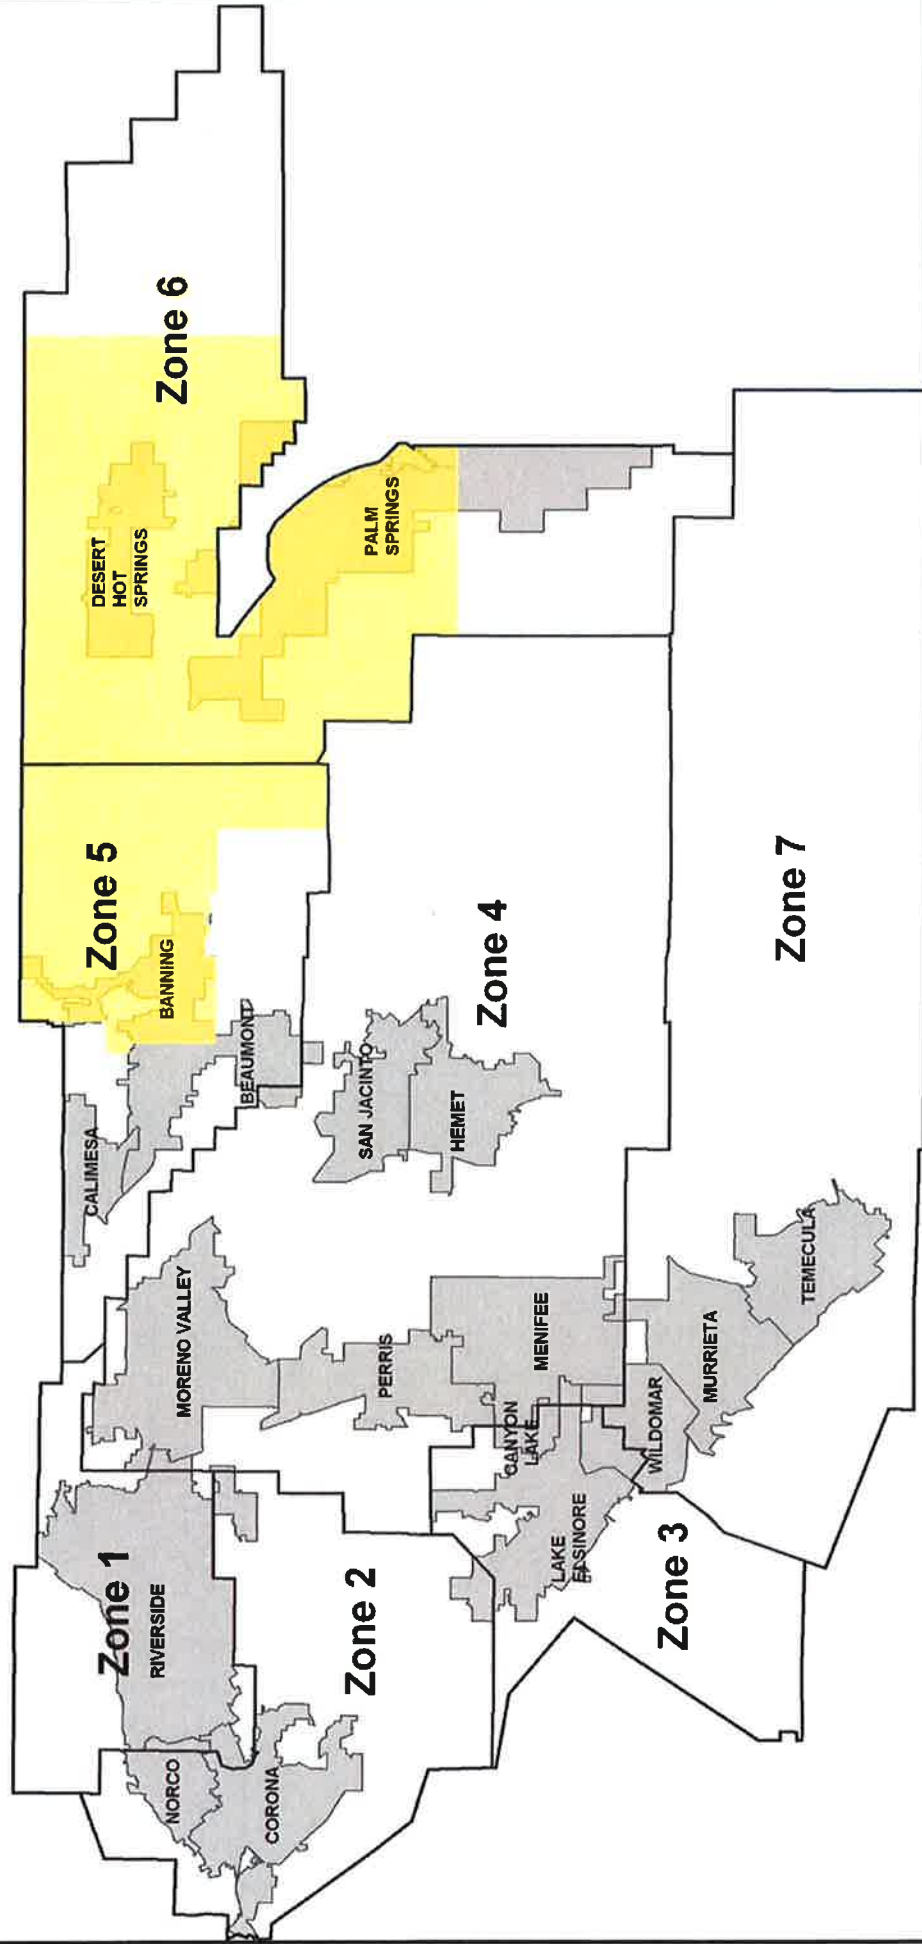 Zone 1
RIVERSIDE
NORCO
CORONA
Zone 2
MORENO VALLEY
PERRIS
MENIFEE
CANYON
LAKE
LAKE
ELSINORE
WILDOMAR
MURRIETA
TEMECULA
Zone 3
CALIMESA
BEAUMONT
BANNING
Zone 5
SAN JACINTO
HEMET
Zone 4
Zone 7
DESERT
HOT
SPRINGS
PALM
SPRINGS
Zone 6